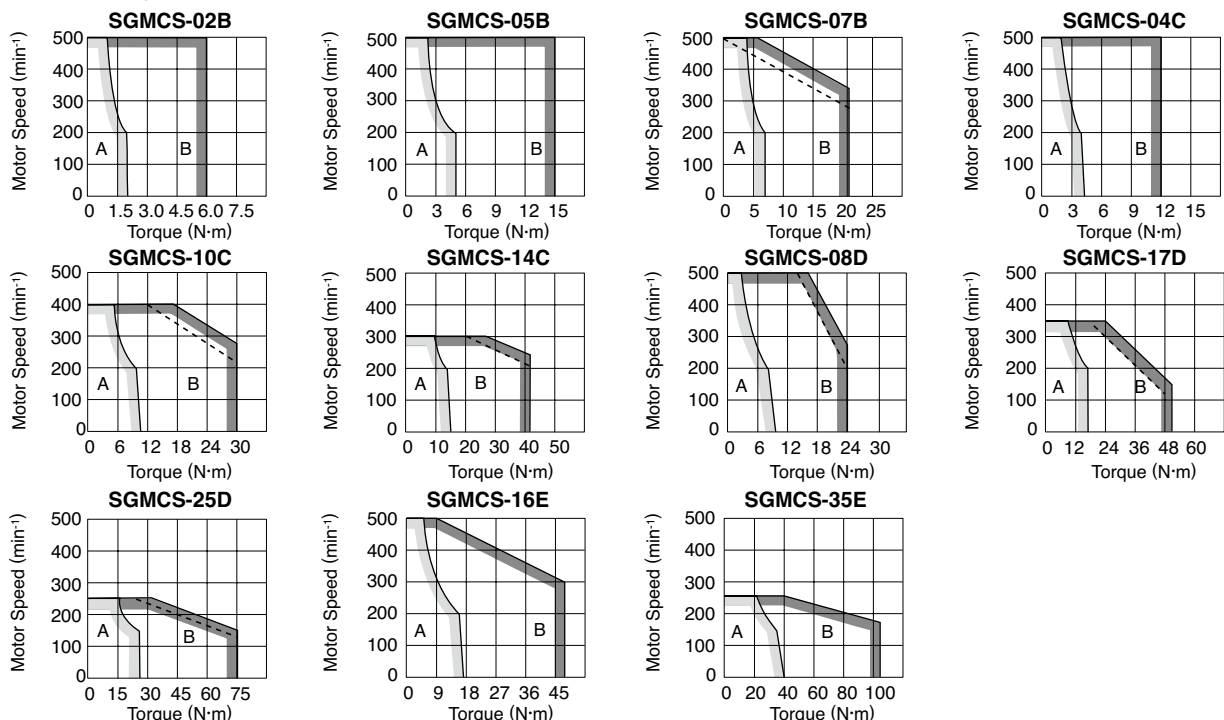 SGMCS-02B
SGMCS-05B
SGMCS-07B
SGMCS-04C
Motor Speed (min⁻¹)
500
400
300
200
100
0
A
B
0 1.5 3.0 4.5 6.0 7.5
Torque (N·m)
Motor Speed (min⁻¹)
500
400
300
200
100
0
A
B
0 3 6 9 12 15
Torque (N·m)
Motor Speed (min⁻¹)
500
400
300
200
100
0
A
B
0 5 10 15 20 25
Torque (N·m)
Motor Speed (min⁻¹)
500
400
300
200
100
0
A
B
0 3 6 9 12 15
Torque (N·m)
SGMCS-10C
SGMCS-14C
SGMCS-08D
SGMCS-17D
Motor Speed (min⁻¹)
500
400
300
200
100
0
A
B
0 6 12 18 24 30
Torque (N·m)
Motor Speed (min⁻¹)
500
400
300
200
100
0
A
B
0 10 20 30 40 50
Torque (N·m)
Motor Speed (min⁻¹)
500
400
300
200
100
0
A
B
0 6 12 18 24 30
Torque (N·m)
Motor Speed (min⁻¹)
500
400
300
200
100
0
A
B
0 12 24 36 48 60
Torque (N·m)
SGMCS-25D
SGMCS-16E
SGMCS-35E
Motor Speed (min⁻¹)
500
400
300
200
100
0
A
B
0 15 30 45 60 75
Torque (N·m)
Motor Speed (min⁻¹)
500
400
300
200
100
0
A
B
0 9 18 27 36 45
Torque (N·m)
Motor Speed (min⁻¹)
500
400
300
200
100
0
A
B
0 20 40 60 80 100
Torque (N·m)